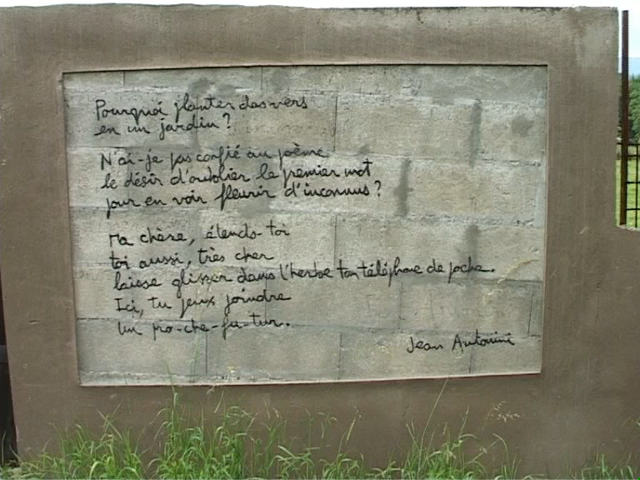 Pourquoi planter des vers
en un jardin ?
N'ai-je pas confié au poème
le désir d'oublier le premier mot
pour en voir fleurir d'inconnus ?
Ma chère, étends-toi
toi aussi, très cher
laisse glisser dans l'herbe ton téléphone de poche.
Ici, tu peux joindre
un pro-che-fu-tur.
Jean Antonini